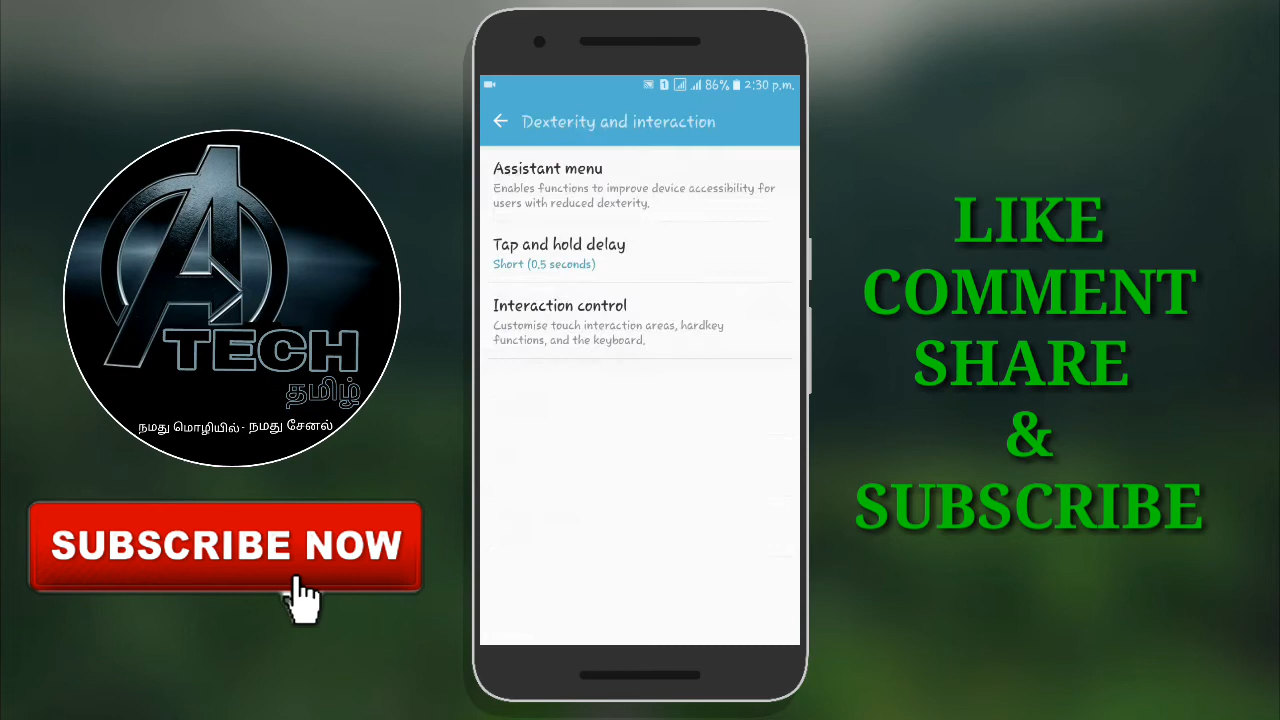 A
TECH
தமிழ்
நமது மொழியில் - நமது சேனல்
SUBSCRIBE NOW
1 86% 2:30 p.m.
Dexterity and interaction
Assistant menu
Enables functions to improve device accessibility for
users with reduced dexterity.
Tap and hold delay
Short (0.5 seconds)
Interaction control
Customise touch interaction areas, hardkey
functions, and the keyboard.
LIKE
COMMENT
SHARE
&
SUBSCRIBE